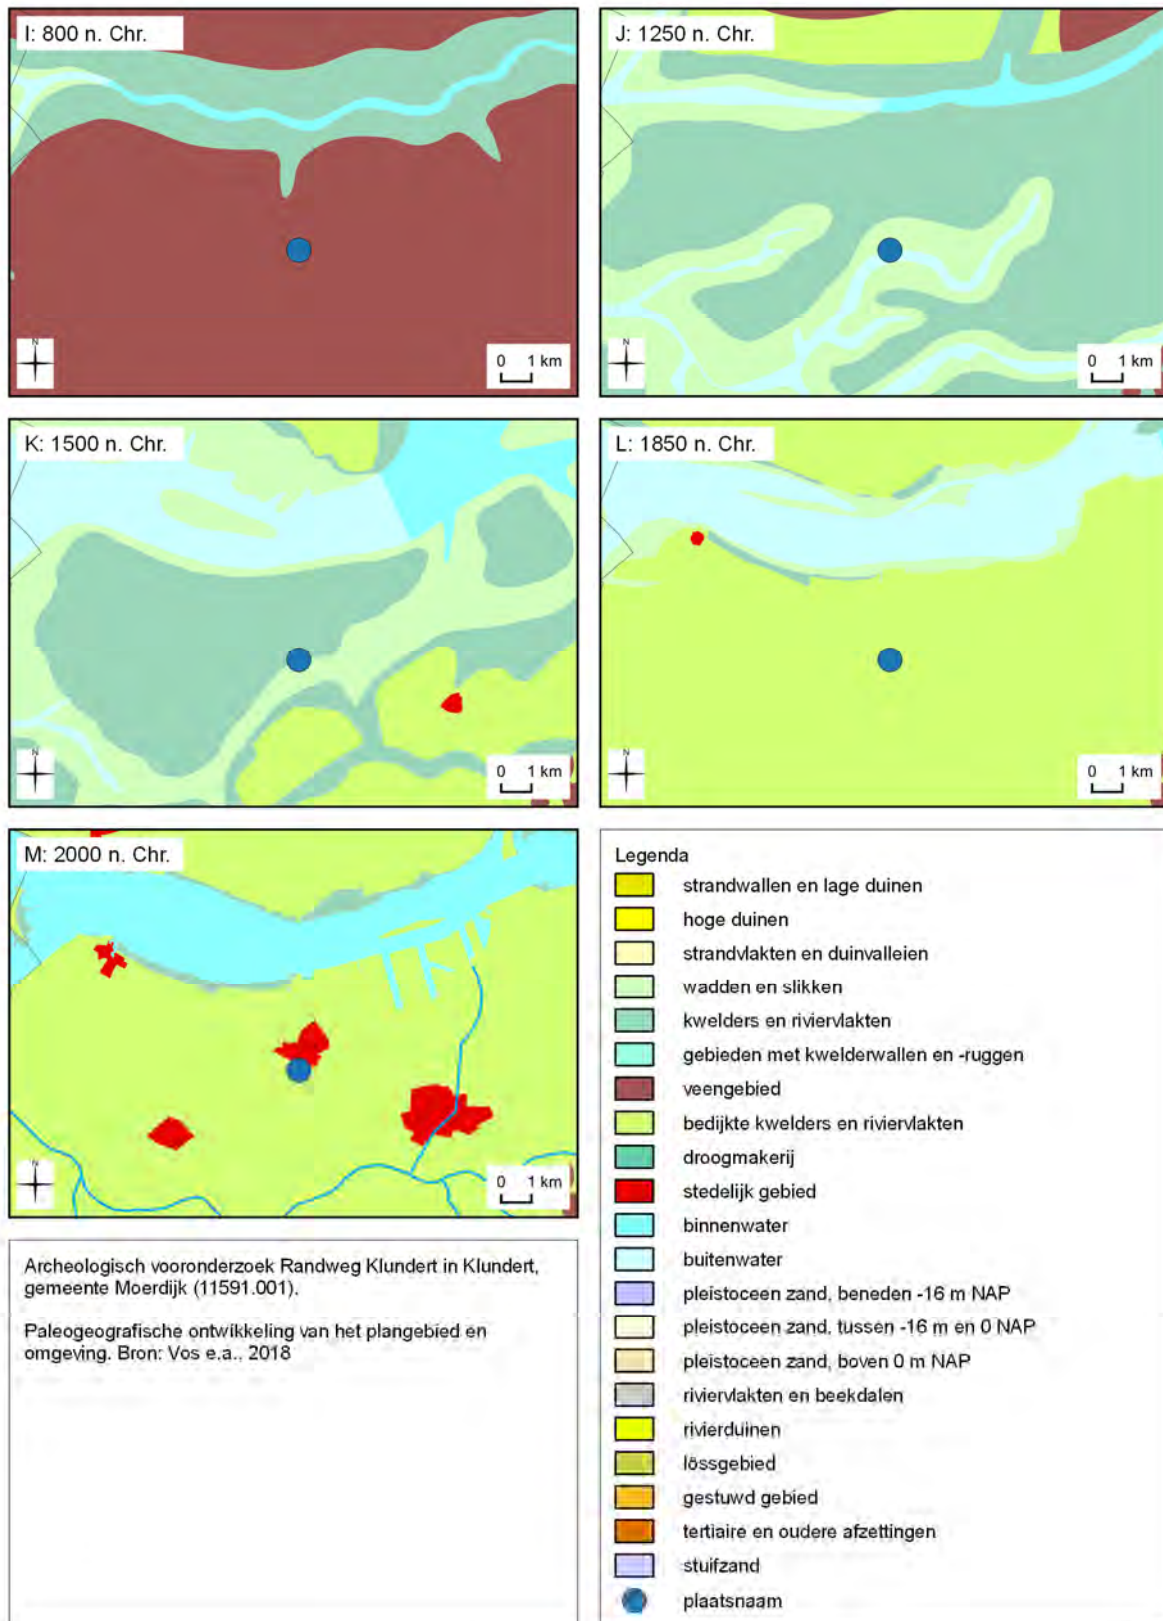 I: 800 n. Chr.
N
0 1 km
J: 1250 n. Chr.
N
0 1 km
K: 1500 n. Chr.
N
0 1 km
L: 1850 n. Chr.
N
0 1 km
M: 2000 n. Chr.
N
0 1 km
Archeologisch vooronderzoek Randweg Klundert in Klundert,
gemeente Moerdijk (11591.001).
Paleogeografische ontwikkeling van het plangebied en
omgeving. Bron: Vos e.a., 2018
Legenda
strandwallen en lage duinen
hoge duinen
strandvlakten en duinvalleien
wadden en slikken
kwelders en riviervlakten
gebieden met kwelderwallen en -ruggen
veengebied
bedijkte kwelders en riviervlakten
droogmakerij
stedelijk gebied
binnenwater
buitenwater
pleistoceen zand, beneden -16 m NAP
pleistoceen zand, tussen -16 m en 0 NAP
pleistoceen zand, boven 0 m NAP
riviervlakten en beekdalen
rivierduinen
lössgebied
gestuwd gebied
tertiaire en oudere afzettingen
stuifzand
plaatsnaam